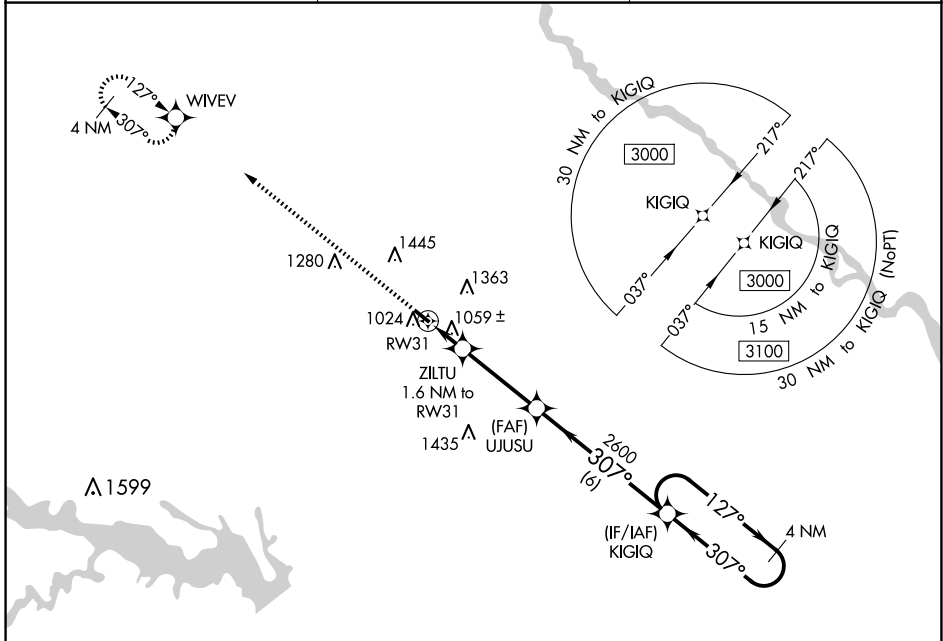 127°
307°
4 NM
WIVEV
30 NM to KIGIQ
3000
217°
KIGIQ
037°
217°
KIGIQ
3000
037°
15 NM to KIGIQ
3100
30 NM to KIGIQ (NoPT)
1445
1280
1363
1024
1059 ±
RW31
ZILTU
1.6 NM to
RW31
1435
(FAF)
UJUSU
2600
307°
(6)
1599
(IF/IAF)
KIGIQ
127°
307°
4 NM